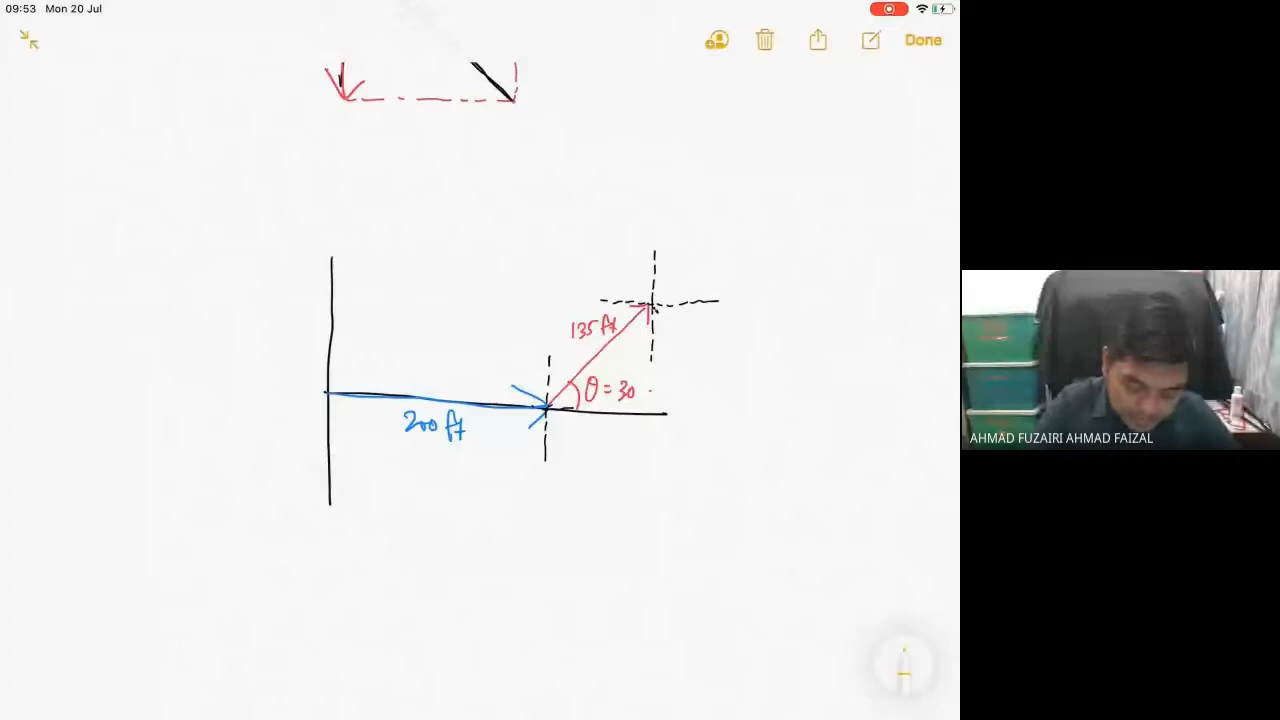 09:53 Mon 20 Jul
Done
135 ft
θ = 30
200 ft
AHMAD FUZAIRI AHMAD FAIZAL